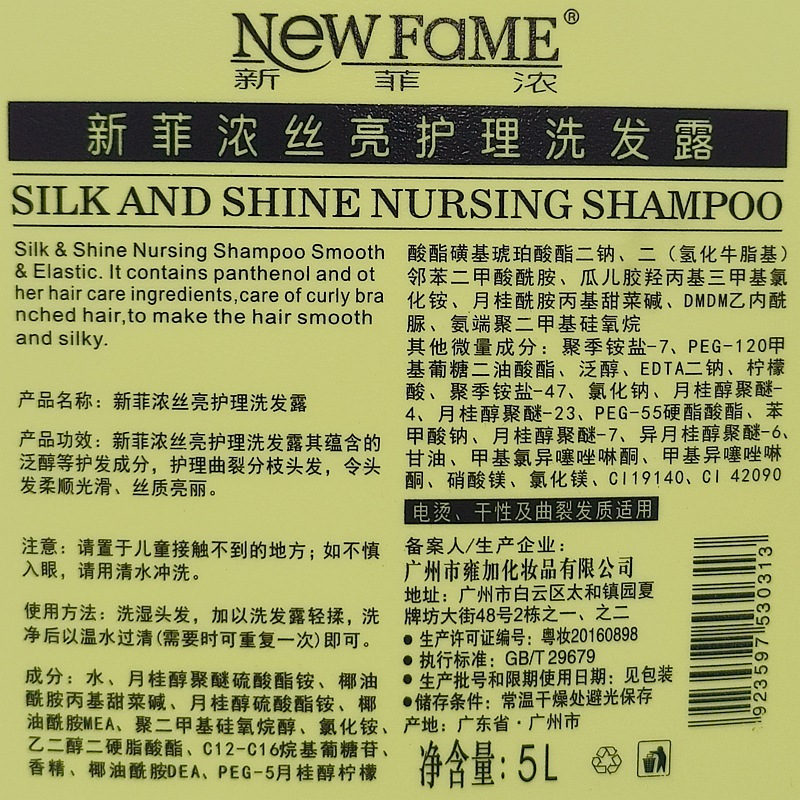 NeW FaME®
新菲浓
新菲浓丝亮护理洗发露
SILK AND SHINE NURSING SHAMPOO
Silk & Shine Nursing Shampoo Smooth
& Elastic. It contains panthenol and ot
her hair care ingredients,care of curly bra
nched hair,to make the hair smooth
and silky.
产品名称：新菲浓丝亮护理洗发露
产品功效：新菲浓丝亮护理洗发露其蕴含的
泛醇等护发成分，护理曲裂分枝头发，令头
发柔顺光滑、丝质亮丽。
注意：请置于儿童接触不到的地方；如不慎
入眼，请用清水冲洗。
使用方法：洗湿头发，加以洗发露轻揉，洗
净后以温水过清(需要时可重复一次)即可。
成分：水、月桂醇聚醚硫酸酯铵、椰油
酰胺丙基甜菜碱、月桂醇硫酸酯铵、椰
油酰胺MEA、聚二甲基硅氧烷醇、氯化铵、
乙二醇二硬脂酸酯、C12-C16烷基葡糖苷、
香精、椰油酰胺DEA、PEG-5月桂醇柠檬
酸酯磺基琥珀酸酯二钠、二（氢化牛脂基）
邻苯二甲酸酰胺、瓜儿胶羟丙基三甲基氯
化铵、月桂酰胺丙基甜菜碱、DMDM乙内酰
脲、氨端聚二甲基硅氧烷
其他微量成分：聚季铵盐-7、PEG-120甲
基葡糖二油酸酯、泛醇、EDTA二钠、柠檬
酸、聚季铵盐-47、氯化钠、月桂醇聚醚-
4、月桂醇聚醚-23、PEG-55硬酯酸酯、苯
甲酸钠、月桂醇聚醚-7、异月桂醇聚醚-6、
甘油、甲基氯异噻唑啉酮、甲基异噻唑啉
酮、硝酸镁、氯化镁、CI19140、CI 42090
电烫、干性及曲裂发质适用
备案人/生产企业：
广州市雍加化妆品有限公司
地址：广州市白云区太和镇园夏
牌坊大街48号2栋之一、之二
●生产许可证编号：粤妆20160898
●执行标准：GB/T 29679
●生产批号和限期使用日期：见包装
●储存条件：常温干燥处避光保存
产地：广东省·广州市
净含量：5L
9235971530313